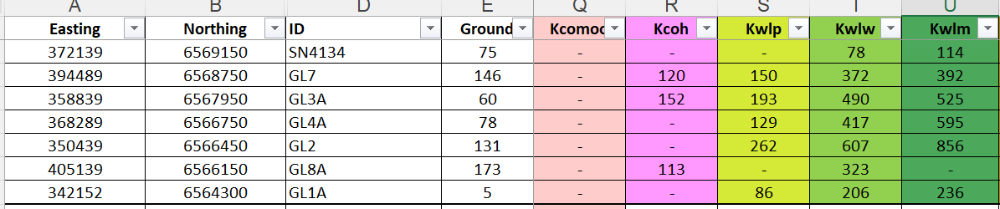 A B D E Q R S T U
Easting Northing ID Ground Kcomoo Kcoh Kwlp Kwlw Kwlm
372139 6569150 SN4134 75 - - - 78 114
394489 6568750 GL7 146 - 120 150 372 392
358839 6567950 GL3A 60 - 152 193 490 525
368289 6566750 GL4A 78 - - 129 417 595
350439 6566450 GL2 131 - - 262 607 856
405139 6566150 GL8A 173 - 113 - 323 -
342152 6564300 GL1A 5 - - 86 206 236